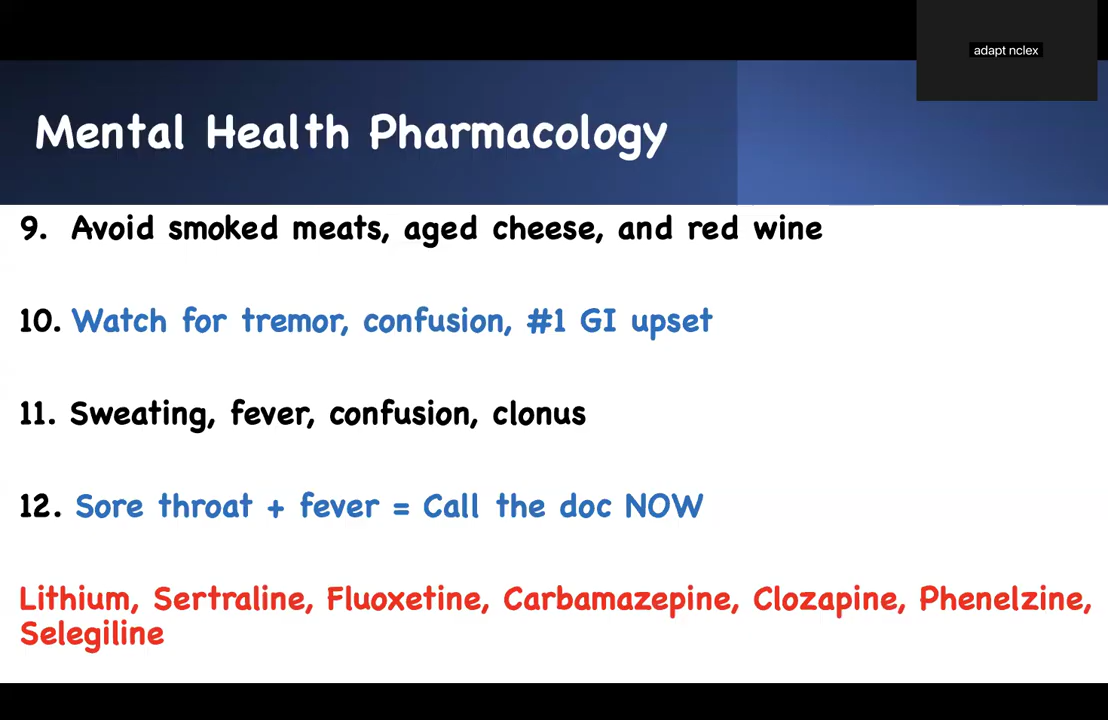 adapt nclex
Mental Health Pharmacology
9. Avoid smoked meats, aged cheese, and red wine
10. Watch for tremor, confusion, #1 GI upset
11. Sweating, fever, confusion, clonus
12. Sore throat + fever = Call the doc NOW
Lithium, Sertraline, Fluoxetine, Carbamazepine, Clozapine, Phenelzine,
Selegiline